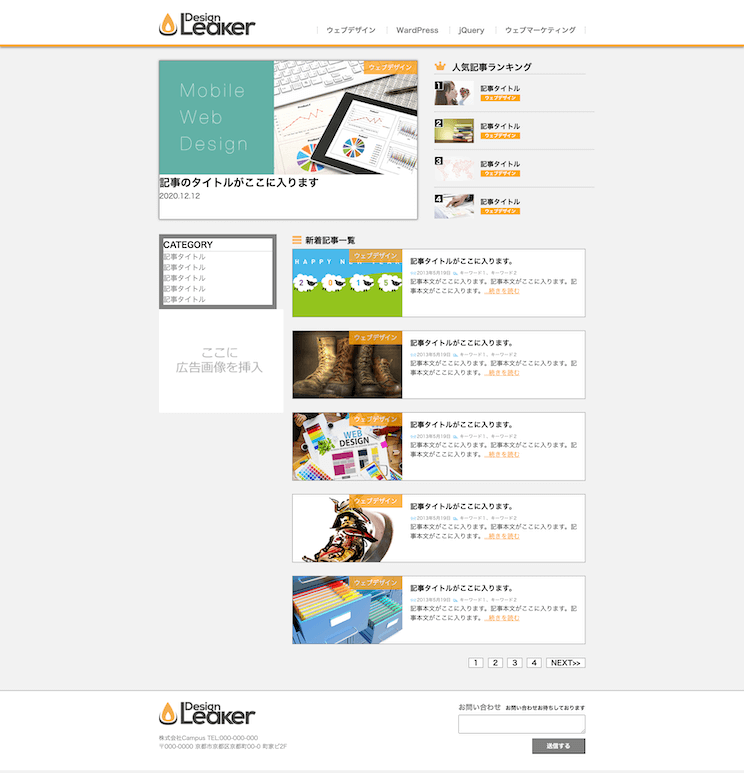 Design
Leaker
ウェブデザイン
WardPress
jQuery
ウェブマーケティング
ウェブデザイン
Mobile
Web
Design
記事のタイトルがここに入ります
2020.12.12
人気記事ランキング
1
記事タイトル
ウェブデザイン
2
記事タイトル
ウェブデザイン
3
記事タイトル
ウェブデザイン
4
記事タイトル
ウェブデザイン
CATEGORY
記事タイトル
記事タイトル
記事タイトル
記事タイトル
記事タイトル
ここに
広告画像を挿入
新着記事一覧
ウェブデザイン
HAPPY NEW YEAR
2 0 1 5
記事タイトルがここに入ります。
2013年5月19日 キーワード1、キーワード2
記事本文がここに入ります。記事本文がここに入ります。記
事本文がここに入ります。...続きを読む
ウェブデザイン
記事タイトルがここに入ります。
2013年5月19日 キーワード1、キーワード2
記事本文がここに入ります。記事本文がここに入ります。記
事本文がここに入ります。...続きを読む
ウェブデザイン
WEB
DESIGN
記事タイトルがここに入ります。
2013年5月19日 キーワード1、キーワード2
記事本文がここに入ります。記事本文がここに入ります。記
事本文がここに入ります。...続きを読む
ウェブデザイン
記事タイトルがここに入ります。
2013年5月19日 キーワード1、キーワード2
記事本文がここに入ります。記事本文がここに入ります。記
事本文がここに入ります。...続きを読む
ウェブデザイン
記事タイトルがここに入ります。
2013年5月19日 キーワード1、キーワード2
記事本文がここに入ります。記事本文がここに入ります。記
事本文がここに入ります。...続きを読む
1 2 3 4 NEXT>>
Design
Leaker
株式会社Campus TEL:000-000-000
〒000-0000 京都市京都区京都町00-0 町家ビ2F
お問い合わせ お問い合わせお待ちしております
送信する